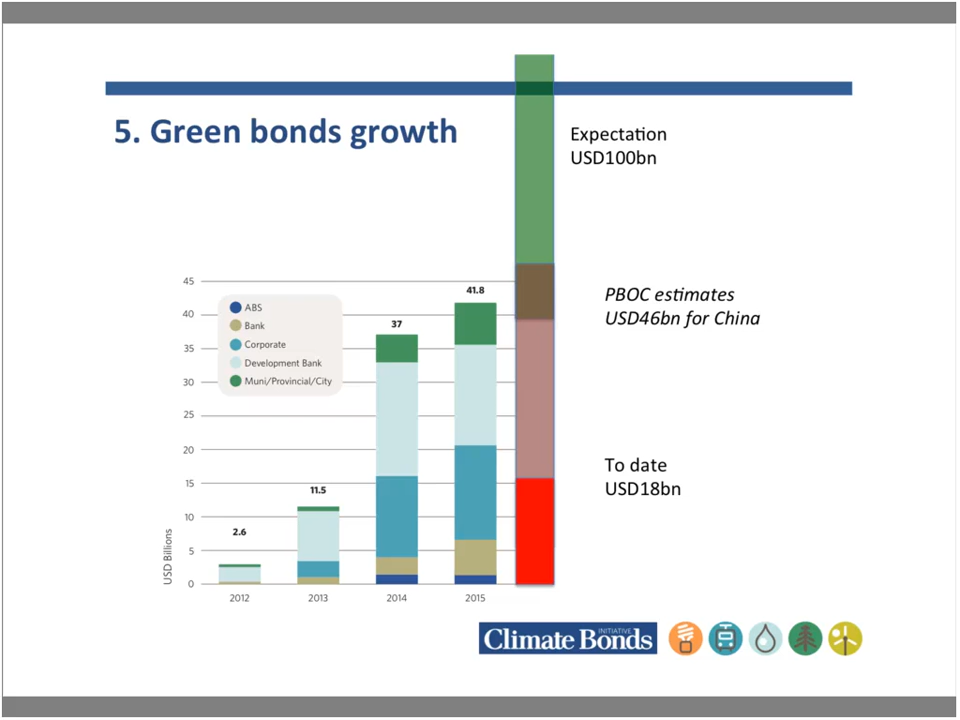 5. Green bonds growth
Expectation
USD100bn
PBOC estimates
USD46bn for China
To date
USD18bn
USD Billions
45
40
35
30
25
20
15
10
5
0
ABS
Bank
Corporate
Development Bank
Muni/Provincial/City
2.6
11.5
37
41.8
2012
2013
2014
2015
Climate Bonds
INITIATIVE